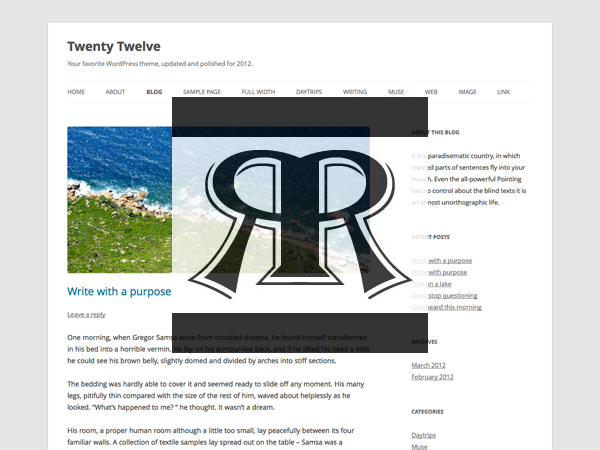 Twenty Twelve
Your favorite WordPress theme, updated and polished for 2012.
HOME ABOUT BLOG SAMPLE PAGE FULL WIDTH DAYTRIPS WRITING MUSE WEB IMAGE LINK
RR
Write with a purpose
Leave a reply
One morning, when Gregor Samsa woke from troubled dreams, he found himself transformed
in his bed into a horrible vermin. He lay on his armour-like back, and if he lifted his head a little
he could see his brown belly, slightly domed and divided by arches into stiff sections.
The bedding was hardly able to cover it and seemed ready to slide off any moment. His many
legs, pitifully thin compared with the size of the rest of him, waved about helplessly as he
looked. “What’s happened to me? ” he thought. It wasn’t a dream.
His room, a proper human room although a little too small, lay peacefully between its four
familiar walls. A collection of textile samples lay spread out on the table – Samsa was a
ABOUT THIS BLOG
It is a paradisematic country, in which
roasted parts of sentences fly into your
mouth. Even the all-powerful Pointing
has no control about the blind texts it is
an almost unorthographic life.
RECENT POSTS
Write with a purpose
Write with purpose
on a lake
Don’t stop questioning
Overheard this morning
ARCHIVES
March 2012
February 2012
CATEGORIES
Daytrips
Muse